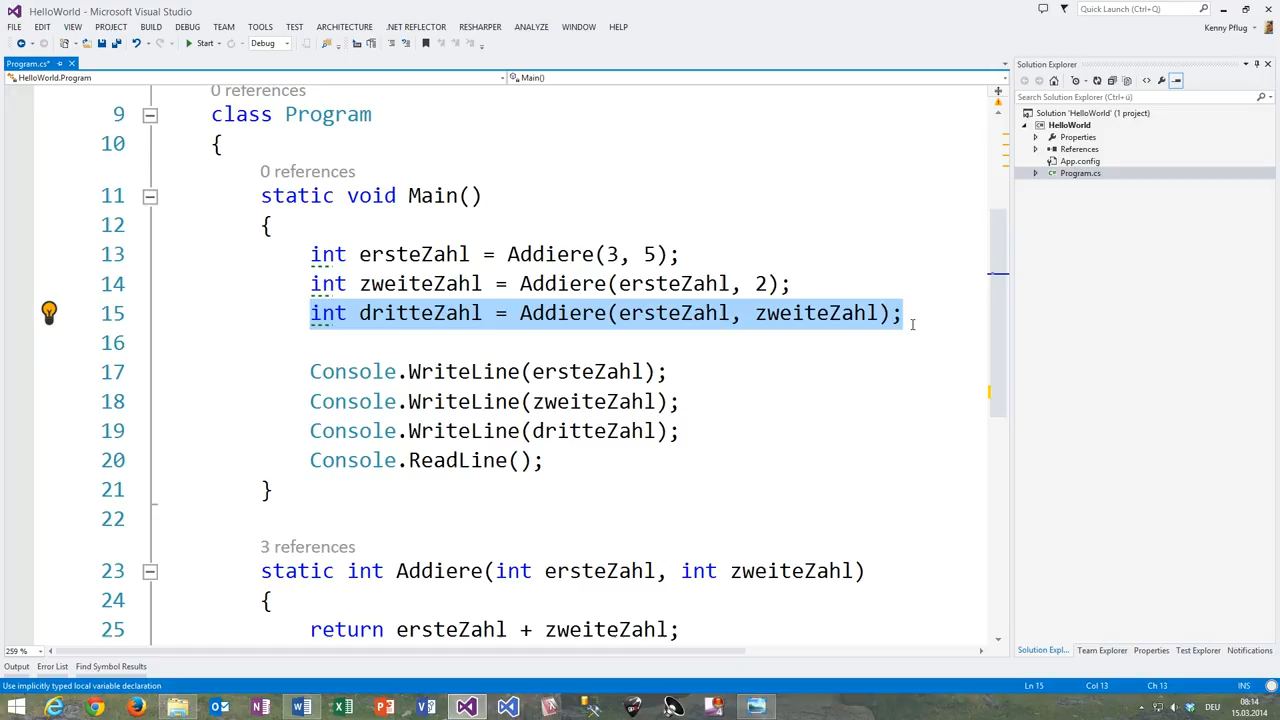 HelloWorld - Microsoft Visual Studio
Quick Launch (Ctrl+Q)
FILE EDIT VIEW PROJECT BUILD DEBUG TEAM TOOLS TEST ARCHITECTURE .NET REFLECTOR RESHARPER ANALYZE WINDOW HELP
Kenny Pflug
Start
Debug
Program.cs*
Solution Explorer
HelloWorld.Program
Main()
Search Solution Explorer (Ctrl+ü)
Solution 'HelloWorld' (1 project)
HelloWorld
Properties
References
App.config
Program.cs
0 references
9 class Program
10 {
0 references
11 static void Main()
12 {
13 int ersteZahl = Addiere(3, 5);
14 int zweiteZahl = Addiere(ersteZahl, 2);
15 int dritteZahl = Addiere(ersteZahl, zweiteZahl);
16
17 Console.WriteLine(ersteZahl);
18 Console.WriteLine(zweiteZahl);
19 Console.WriteLine(dritteZahl);
20 Console.ReadLine();
21 }
22
3 references
23 static int Addiere(int ersteZahl, int zweiteZahl)
24 {
25 return ersteZahl + zweiteZahl;
259 %
Solution Expl... Team Explorer Properties Test Explorer Notifications
Output Error List Find Symbol Results
Use implicitly typed local variable declaration
Ln 15 Col 13 Ch 13 INS
DEU
08:14
15.03.2014